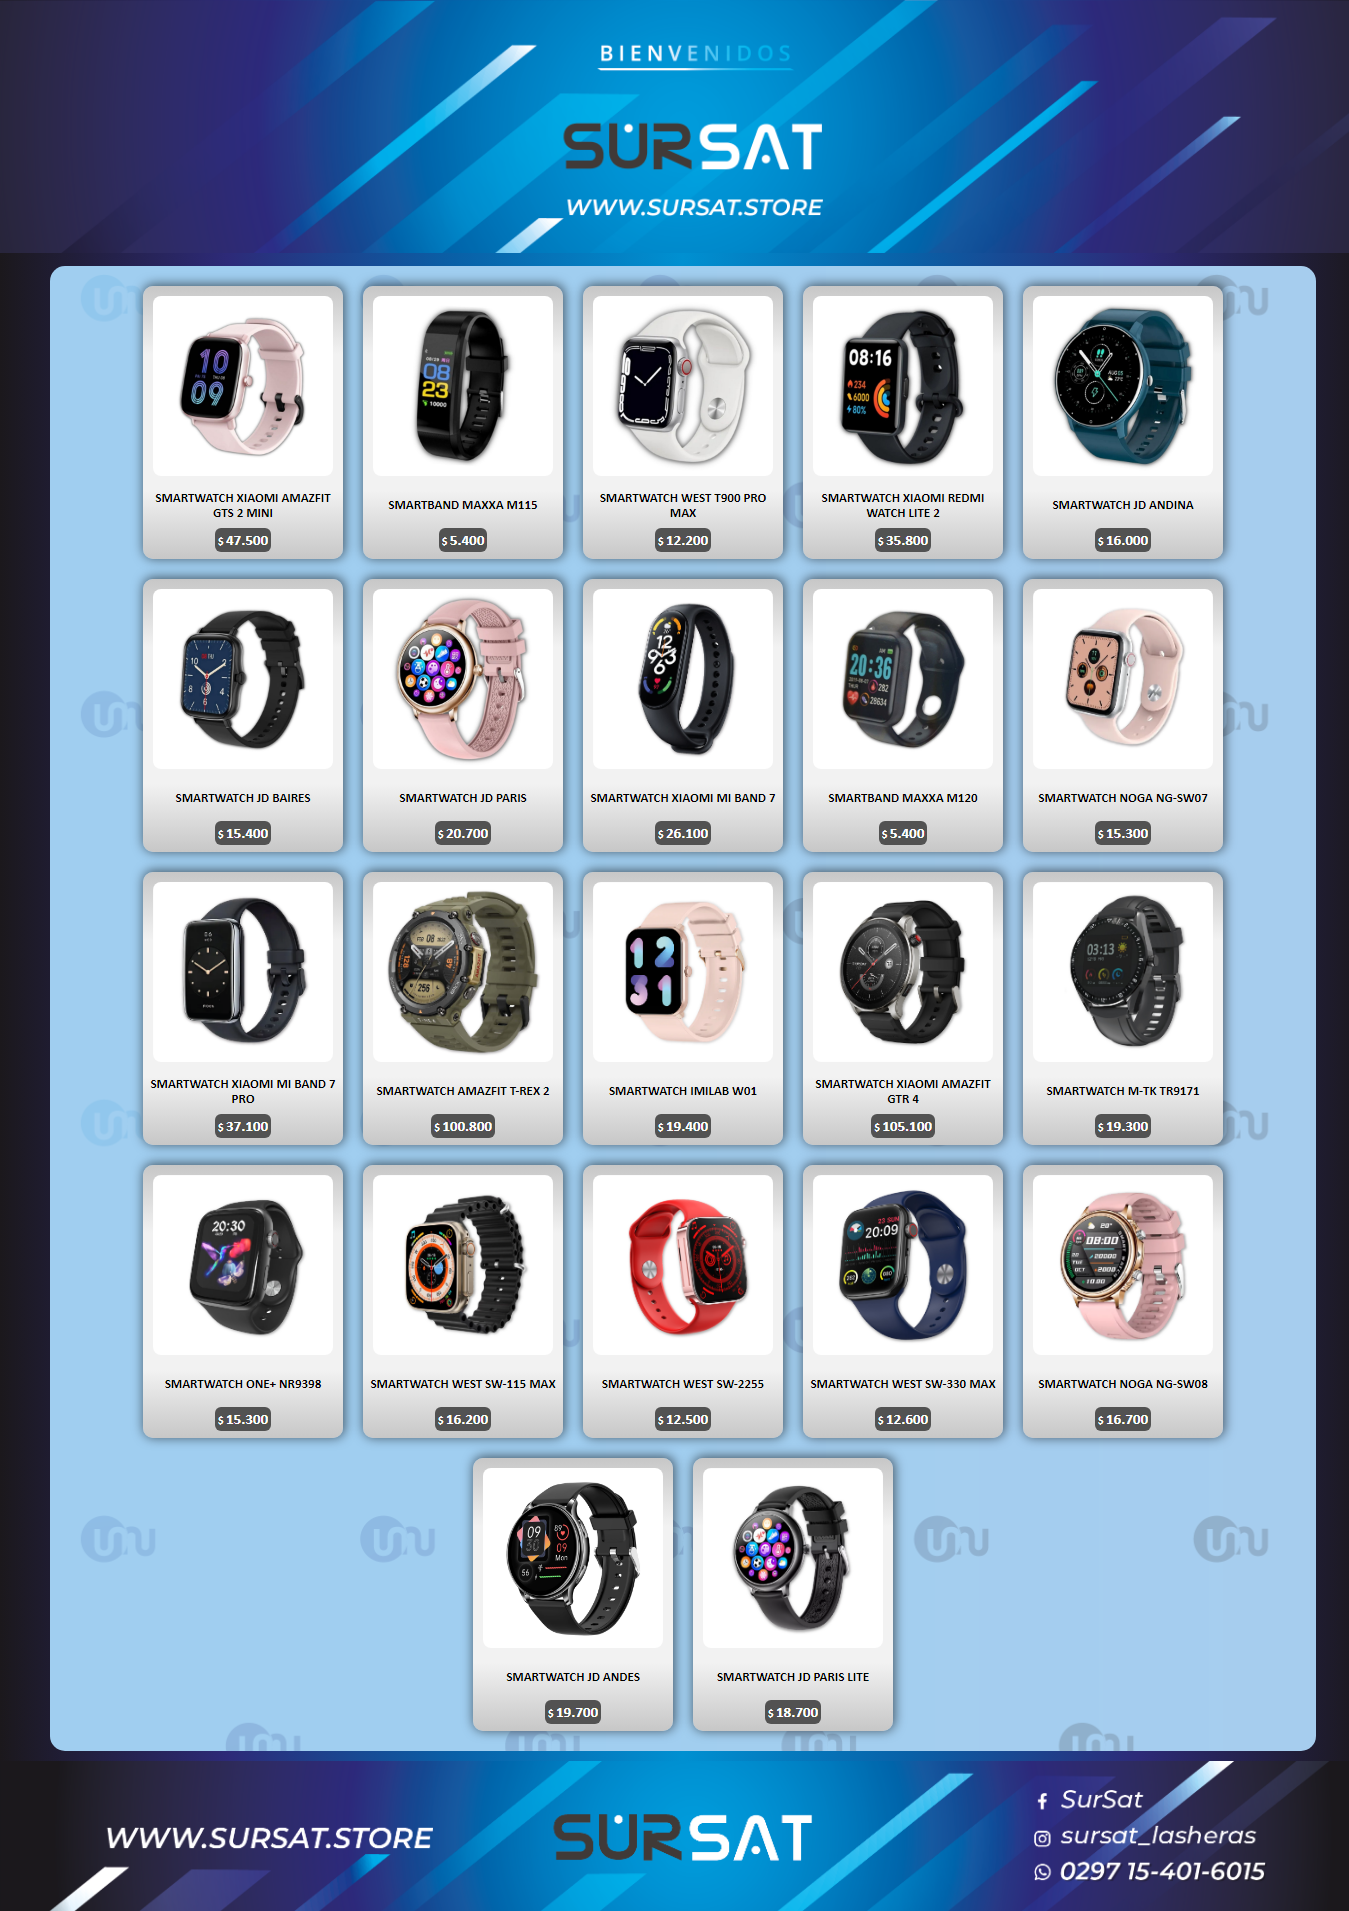 BIENVENIDOS
SURSAT
WWW.SURSAT.STORE
SMARTWATCH XIAOMI AMAZFIT
GTS 2 MINI
$ 47.500
SMARTBAND MAXXA M115
$ 5.400
SMARTWATCH WEST T900 PRO
MAX
$ 12.200
SMARTWATCH XIAOMI REDMI
WATCH LITE 2
$ 35.800
SMARTWATCH JD ANDINA
$ 16.000
SMARTWATCH JD BAIRES
$ 15.400
SMARTWATCH JD PARIS
$ 20.700
SMARTWATCH XIAOMI MI BAND 7
$ 26.100
SMARTBAND MAXXA M120
$ 5.400
SMARTWATCH NOGA NG-SW07
$ 15.300
SMARTWATCH XIAOMI MI BAND 7
PRO
$ 37.100
SMARTWATCH AMAZFIT T-REX 2
$ 100.800
SMARTWATCH IMILAB W01
$ 19.400
SMARTWATCH XIAOMI AMAZFIT
GTR 4
$ 105.100
SMARTWATCH M-TK TR9171
$ 19.300
SMARTWATCH ONE+ NR9398
$ 15.300
SMARTWATCH WEST SW-115 MAX
$ 16.200
SMARTWATCH WEST SW-2255
$ 12.500
SMARTWATCH WEST SW-330 MAX
$ 12.600
SMARTWATCH NOGA NG-SW08
$ 16.700
SMARTWATCH JD ANDES
$ 19.700
SMARTWATCH JD PARIS LITE
$ 18.700
WWW.SURSAT.STORE
SURSAT
SurSat
sursat_lasheras
0297 15-401-6015